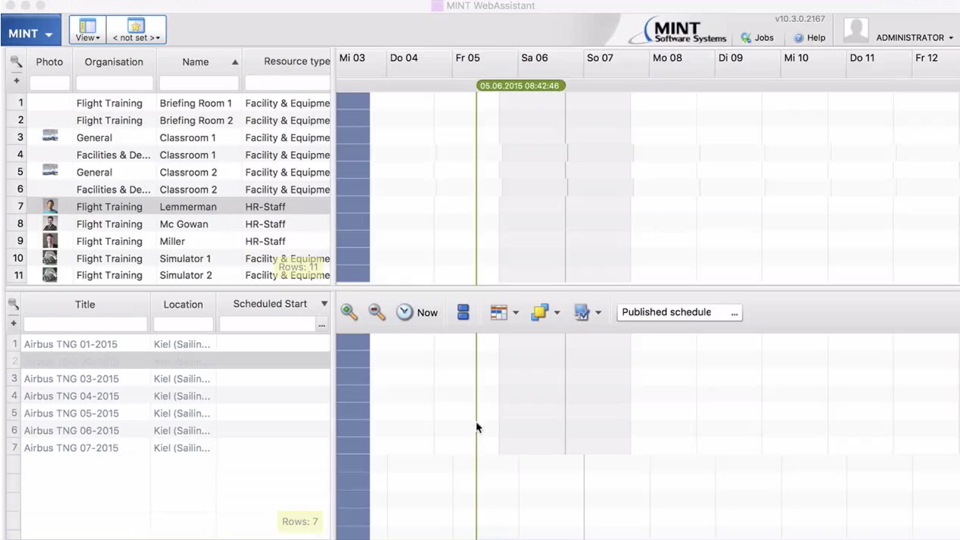 MINT WebAssistant
MINT
View
< not set >
MINT
Software Systems
v10.3.0.2167
Jobs
Help
ADMINISTRATOR
Photo Organisation Name Resource type
Mi 03 Do 04 Fr 05 Sa 06 So 07 Mo 08 Di 09 Mi 10 Do 11 Fr 12
05.06.2015 08:42:46
1 Flight Training Briefing Room 1 Facility & Equipme
2 Flight Training Briefing Room 2 Facility & Equipme
3 General Classroom 1 Facility & Equipme
4 Facilities & De... Classroom 1 Facility & Equipme
5 General Classroom 2 Facility & Equipme
6 Facilities & De... Classroom 2 Facility & Equipme
7 Flight Training Lemmerman HR-Staff
8 Flight Training Mc Gowan HR-Staff
9 Flight Training Miller HR-Staff
10 Flight Training Simulator 1 Facility & Equipme
Rows: 11
11 Flight Training Simulator 2 Facility & Equipme
Title Location Scheduled Start
...
Now
Published schedule ...
1 Airbus TNG 01-2015 Kiel (Sailin...
2
3 Airbus TNG 03-2015 Kiel (Sailin...
4 Airbus TNG 04-2015 Kiel (Sailin...
5 Airbus TNG 05-2015 Kiel (Sailin...
6 Airbus TNG 06-2015 Kiel (Sailin...
7 Airbus TNG 07-2015 Kiel (Sailin...
Rows: 7